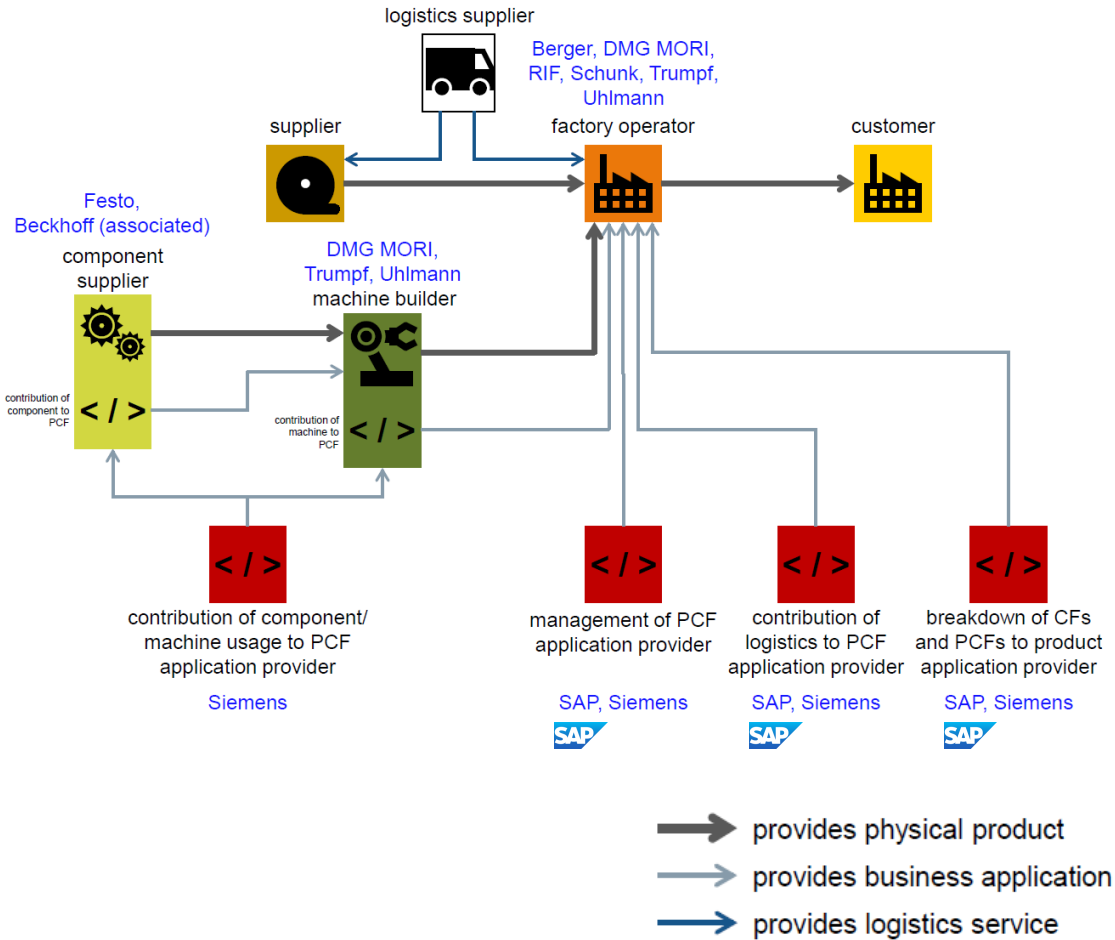 logistics supplier
Berger, DMG MORI,
RIF, Schunk, Trumpf,
Uhlmann
supplier
factory operator
customer
Festo,
Beckhoff (associated)
component
supplier
DMG MORI,
Trumpf, Uhlmann
machine builder
contribution of
component to
PCF
< / >
contribution of
machine to
PCF
< / >
< / >
< / >
< / >
< / >
contribution of component/
machine usage to PCF
application provider
Siemens
management of PCF
application provider
SAP, Siemens
SAP
contribution of
logistics to PCF
application provider
SAP, Siemens
SAP
breakdown of CFs
and PCFs to product
application provider
SAP, Siemens
SAP
provides physical product
provides business application
provides logistics service